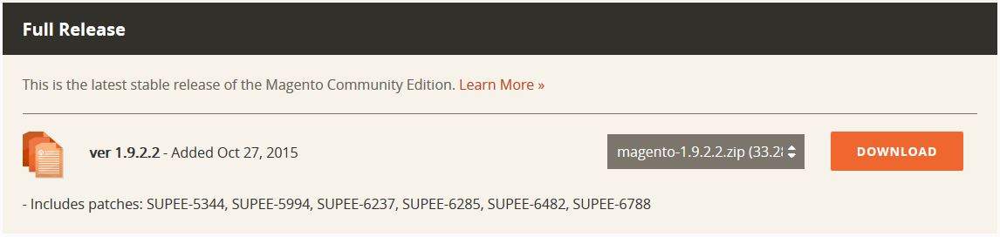 Full Release
This is the latest stable release of the Magento Community Edition. Learn More »
ver 1.9.2.2 - Added Oct 27, 2015
magento-1.9.2.2.zip (33.28
DOWNLOAD
- Includes patches: SUPEE-5344, SUPEE-5994, SUPEE-6237, SUPEE-6285, SUPEE-6482, SUPEE-6788